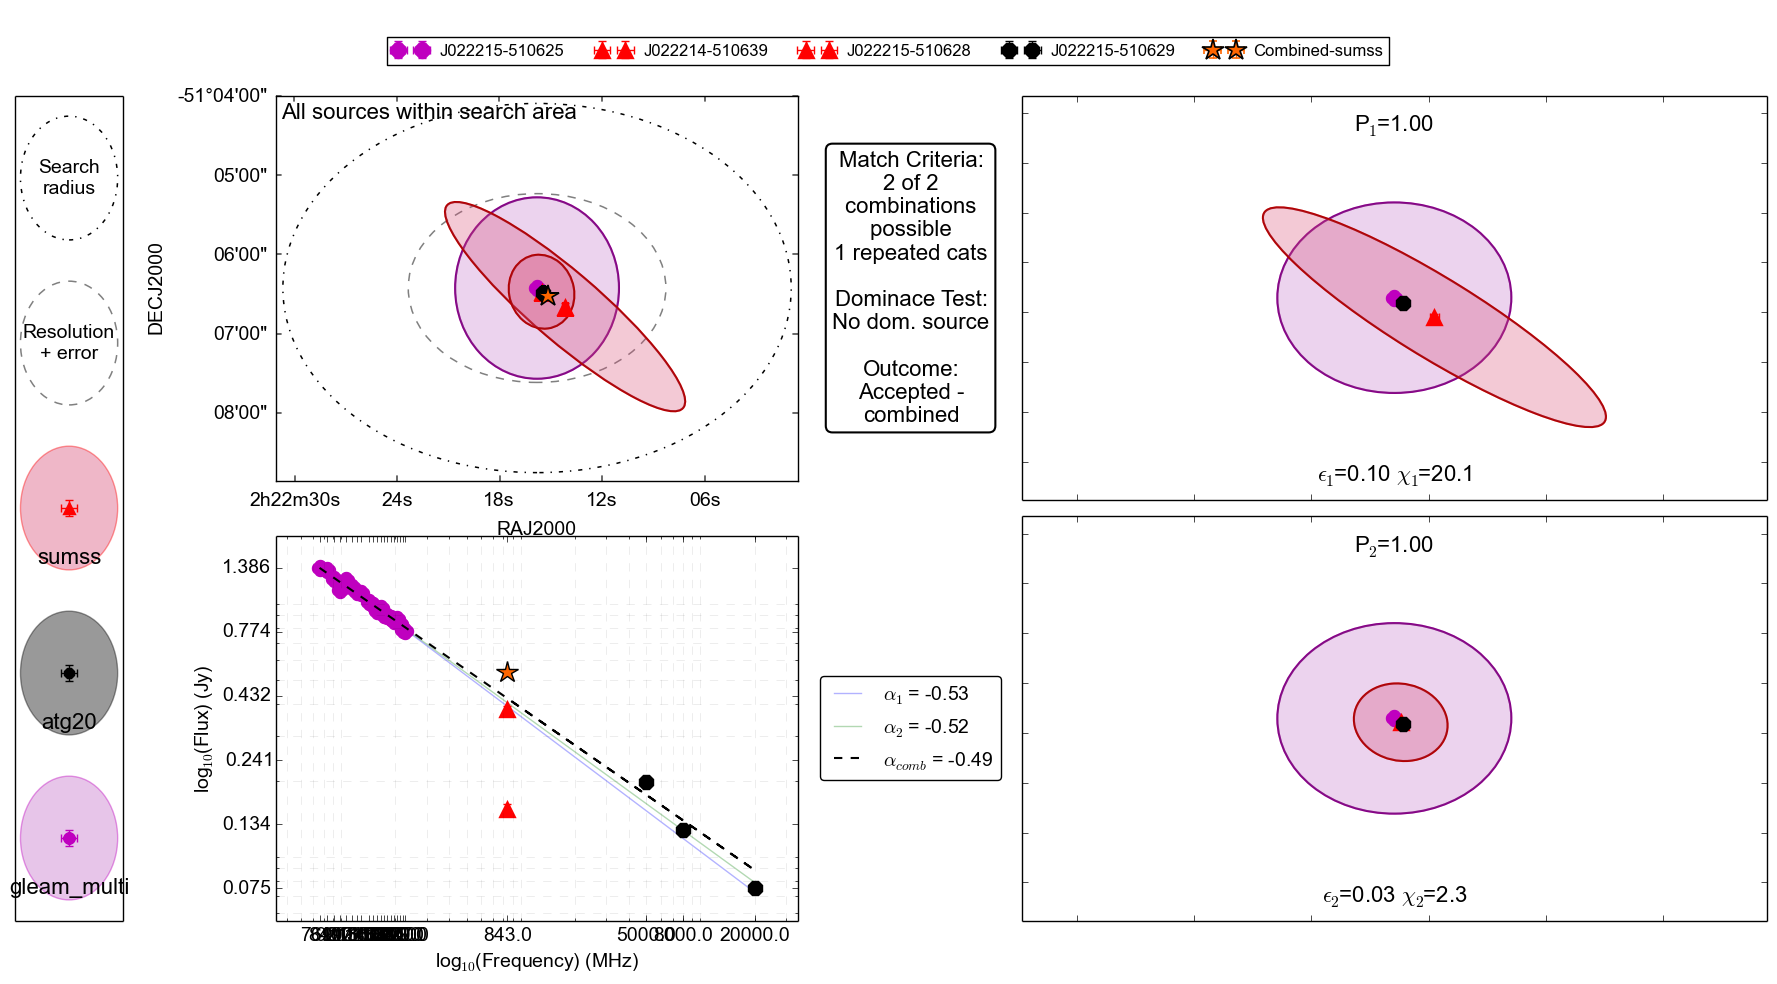 J022215-510625
J022214-510639
J022215-510628
J022215-510629
Combined-sumss
Search
radius
Resolution
+ error
sumss
atg20
gleam_multi
All sources within search area
-51°04'00"
05'00"
06'00"
07'00"
08'00"
DECJ2000
2h22m30s
24s
18s
12s
06s
RAJ2000
Match Criteria:
2 of 2
combinations
possible
1 repeated cats
Dominace Test:
No dom. source
Outcome:
Accepted -
combined
P1=1.00
ϵ1=0.10 χ1=20.1
1.386
0.774
0.432
0.241
0.134
0.075
log10(Flux) (Jy)
843.0
5000.0
8000.0
20000.0
log10(Frequency) (MHz)
α1 = -0.53
α2 = -0.52
αcomb = -0.49
P2=1.00
ϵ2=0.03 χ2=2.3